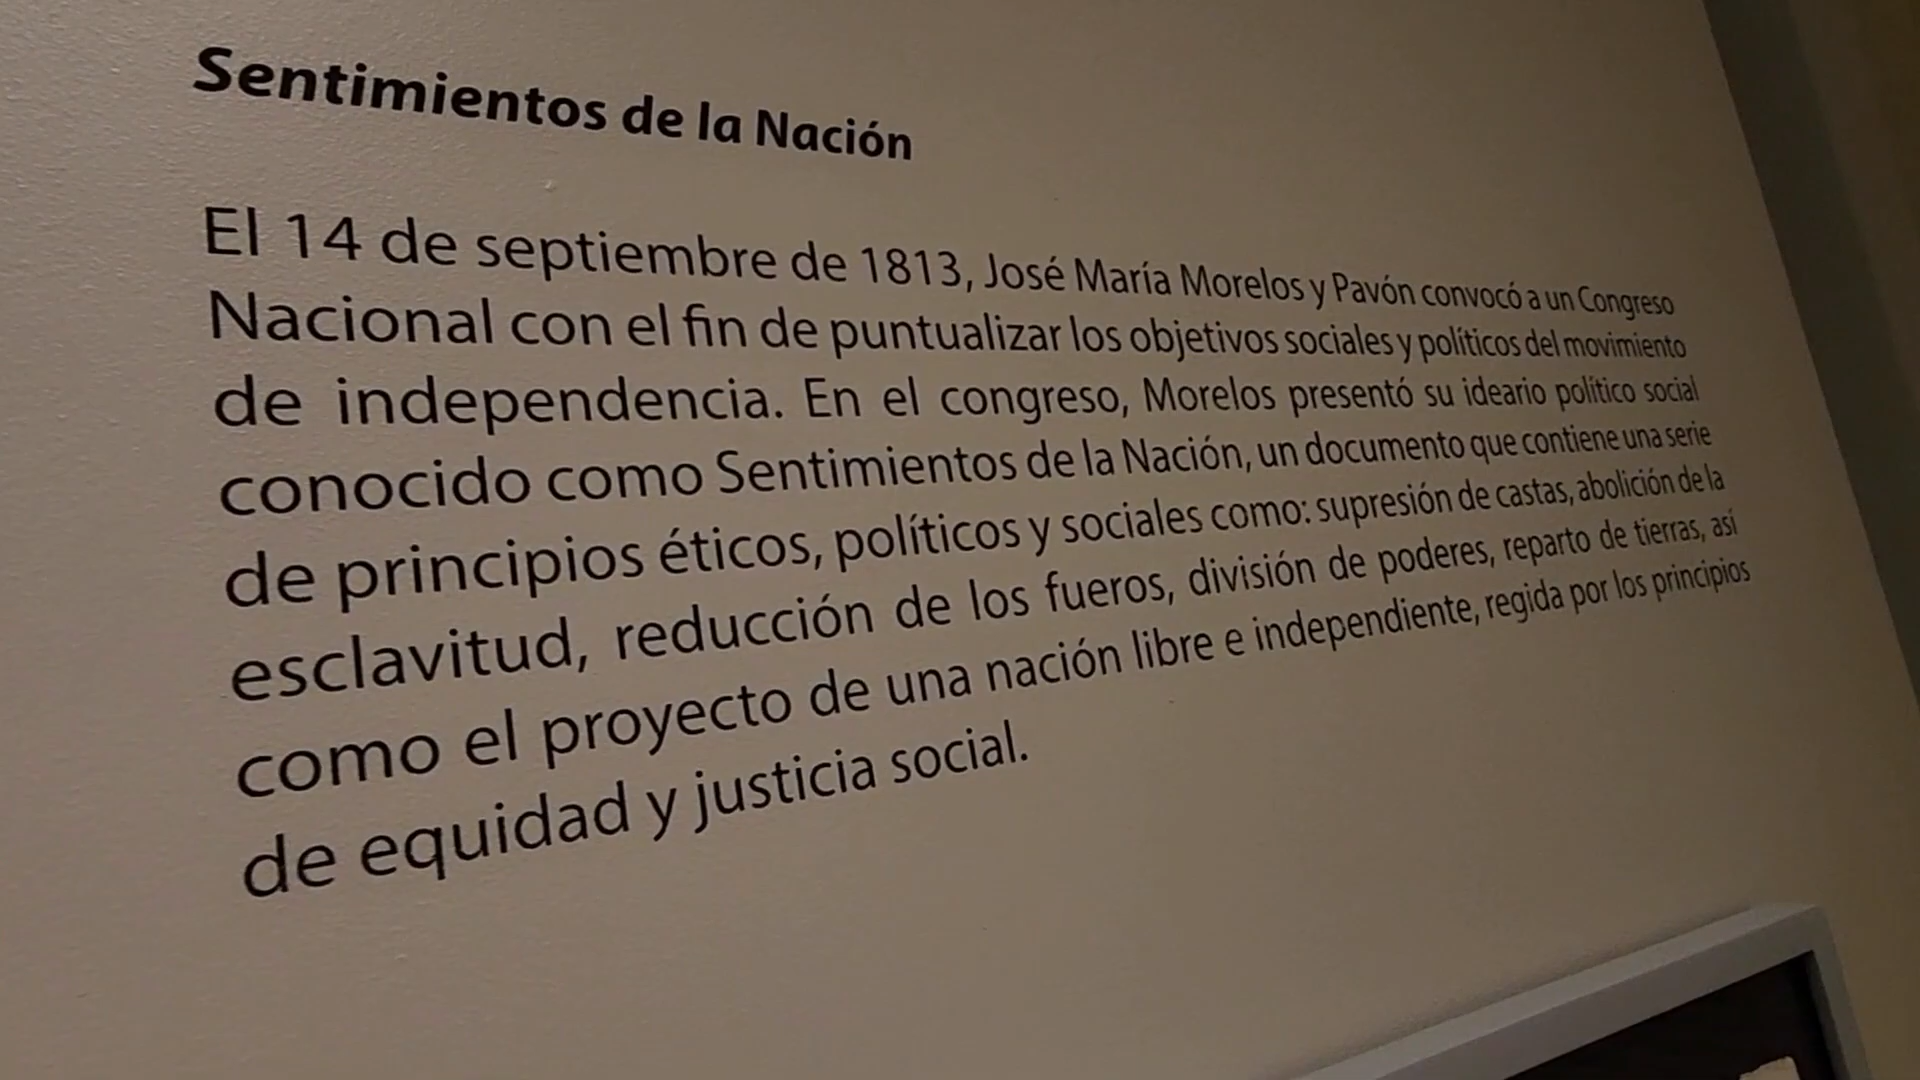 Sentimientos de la Nación
El 14 de septiembre de 1813, José María Morelos y Pavón convocó a un Congreso
Nacional con el fin de puntualizar los objetivos sociales y políticos del movimiento
de independencia. En el congreso, Morelos presentó su ideario político social
conocido como Sentimientos de la Nación, un documento que contiene una serie
de principios éticos, políticos y sociales como: supresión de castas, abolición de la
esclavitud, reducción de los fueros, división de poderes, reparto de tierras, así
como el proyecto de una nación libre e independiente, regida por los principios
de equidad y justicia social.